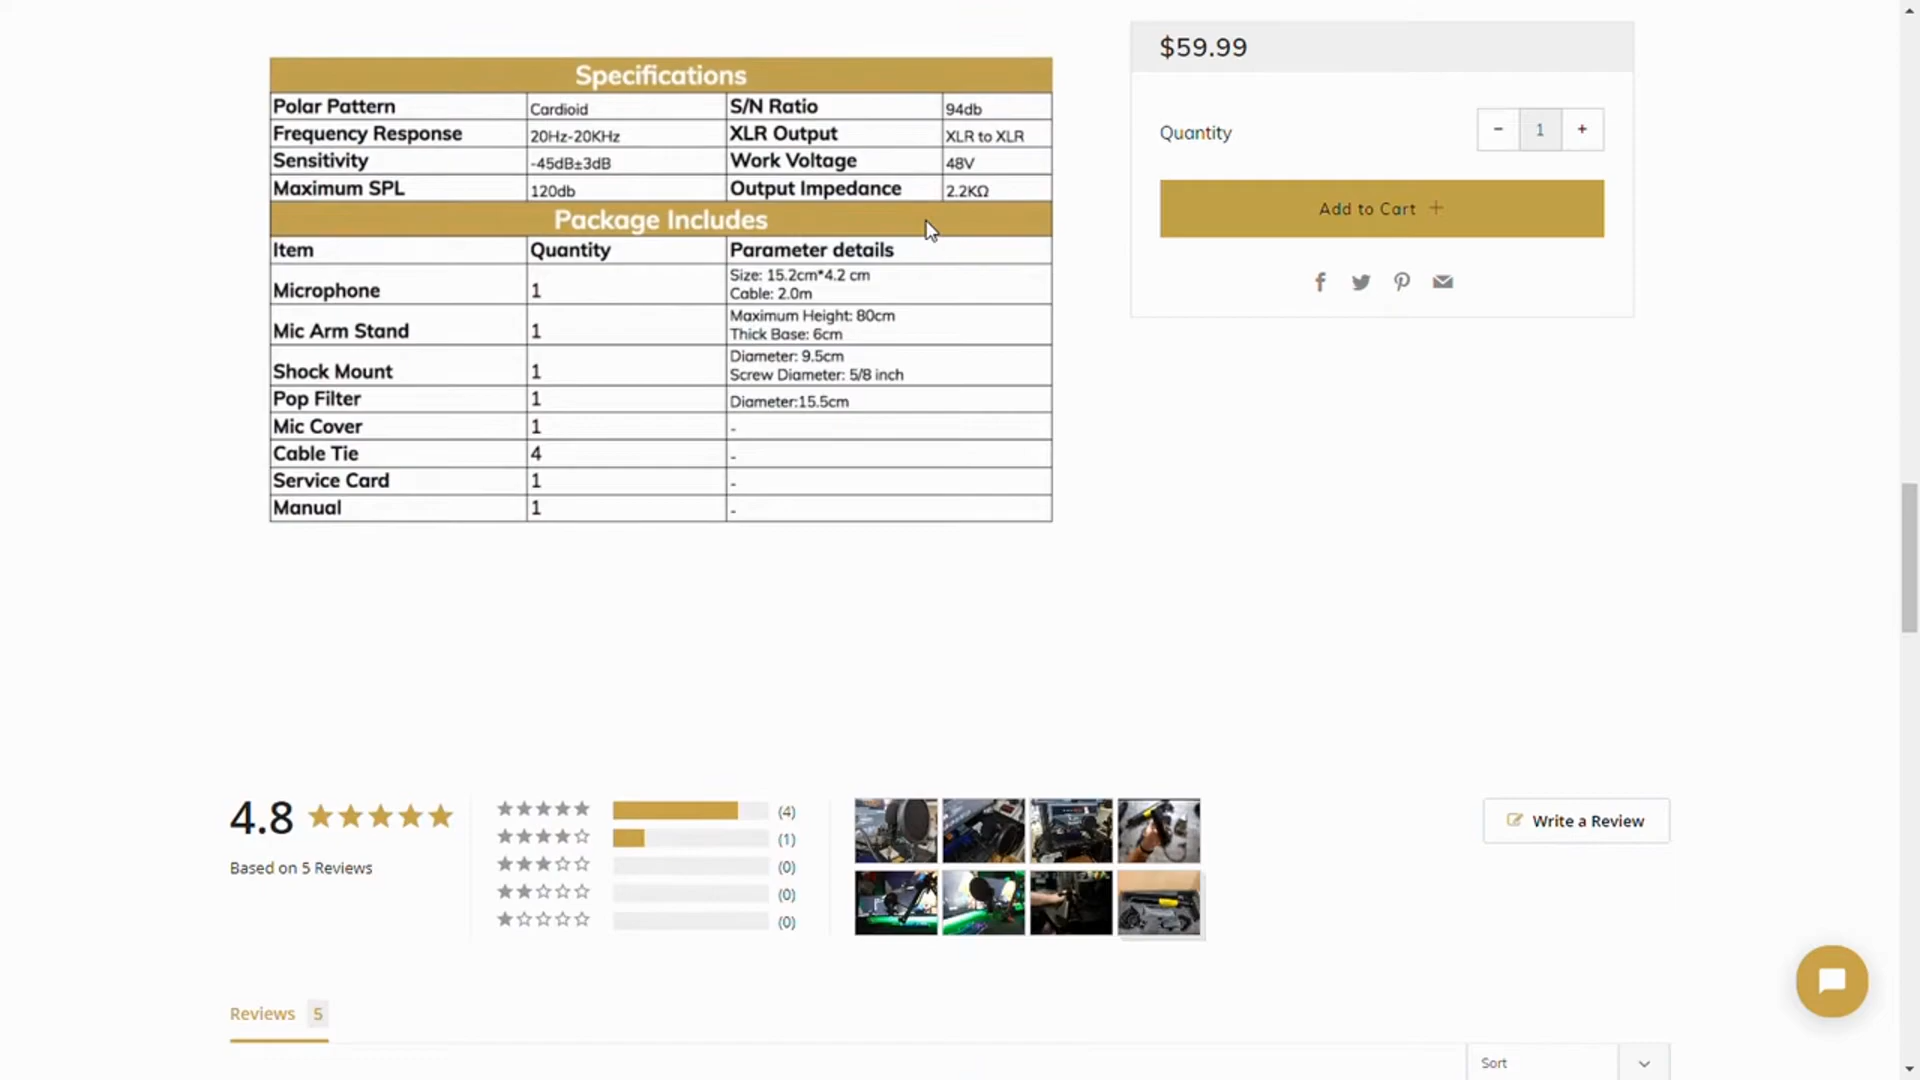 $59.99
Specifications
Polar Pattern Cardioid S/N Ratio 94db
Frequency Response 20Hz-20KHz XLR Output XLR to XLR
Sensitivity -45dB±3dB Work Voltage 48V
Maximum SPL 120db Output Impedance 2.2KΩ
Package Includes
Item Quantity Parameter details
Microphone 1 Size: 15.2cm*4.2 cm
Cable: 2.0m
Mic Arm Stand 1 Maximum Height: 80cm
Thick Base: 6cm
Shock Mount 1 Diameter: 9.5cm
Screw Diameter: 5/8 inch
Pop Filter 1 Diameter:15.5cm
Mic Cover 1 -
Cable Tie 4 -
Service Card 1 -
Manual 1 -
Quantity - 1 +
Add to Cart +
4.8
Based on 5 Reviews
(4)
(1)
(0)
(0)
(0)
Write a Review
Reviews 5
Sort